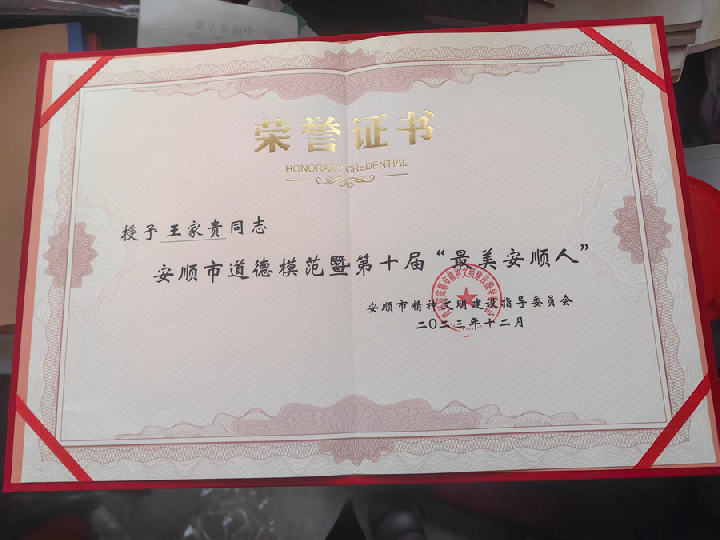 荣誉证书
HONORARY CREDENTIAL
授予 王家贵 同志
安顺市道德模范暨第十届“最美安顺人”
安顺市精神文明建设指导委员会
二〇二三年十二月